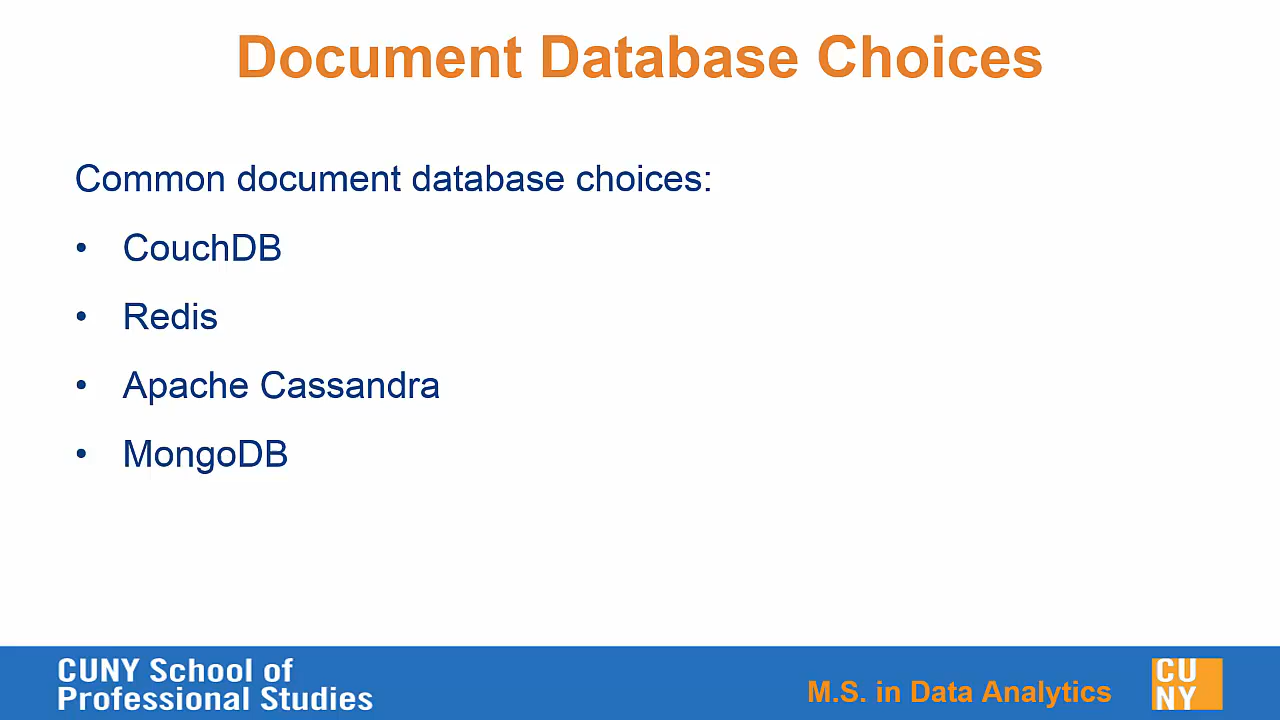 Document Database Choices
Common document database choices:
• CouchDB
• Redis
• Apache Cassandra
• MongoDB
CUNY School of
Professional Studies
M.S. in Data Analytics
CU
NY